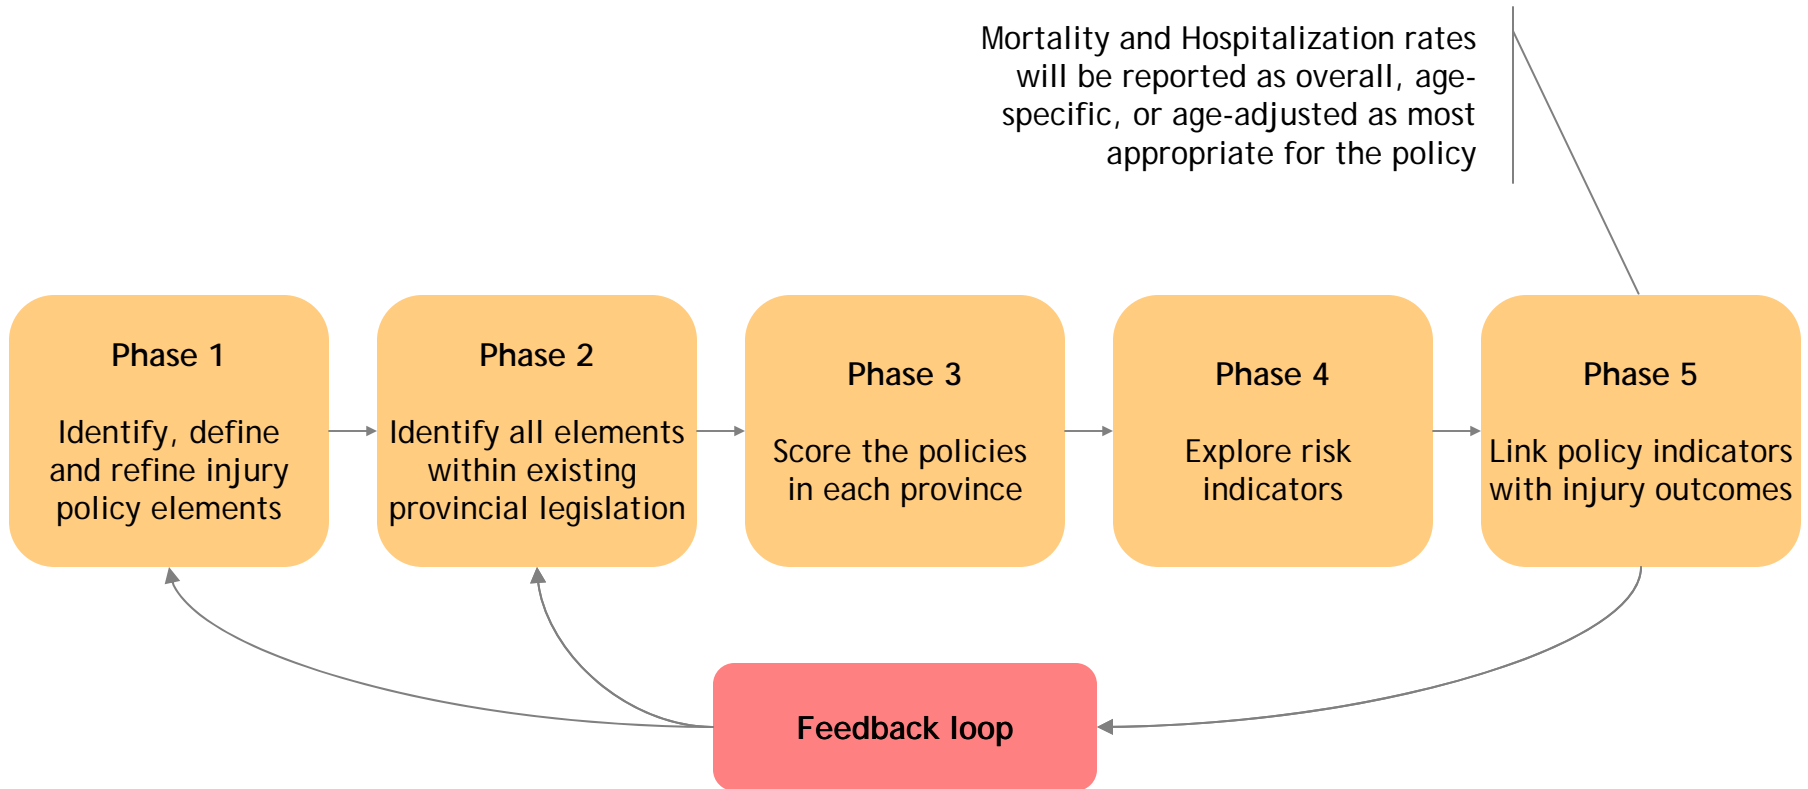 Mortality and Hospitalization rates
will be reported as overall, age-
specific, or age-adjusted as most
appropriate for the policy
Phase 1
Identify, define
and refine injury
policy elements
Phase 2
Identify all elements
within existing
provincial legislation
Phase 3
Score the policies
in each province
Phase 4
Explore risk
indicators
Phase 5
Link policy indicators
with injury outcomes
Feedback loop